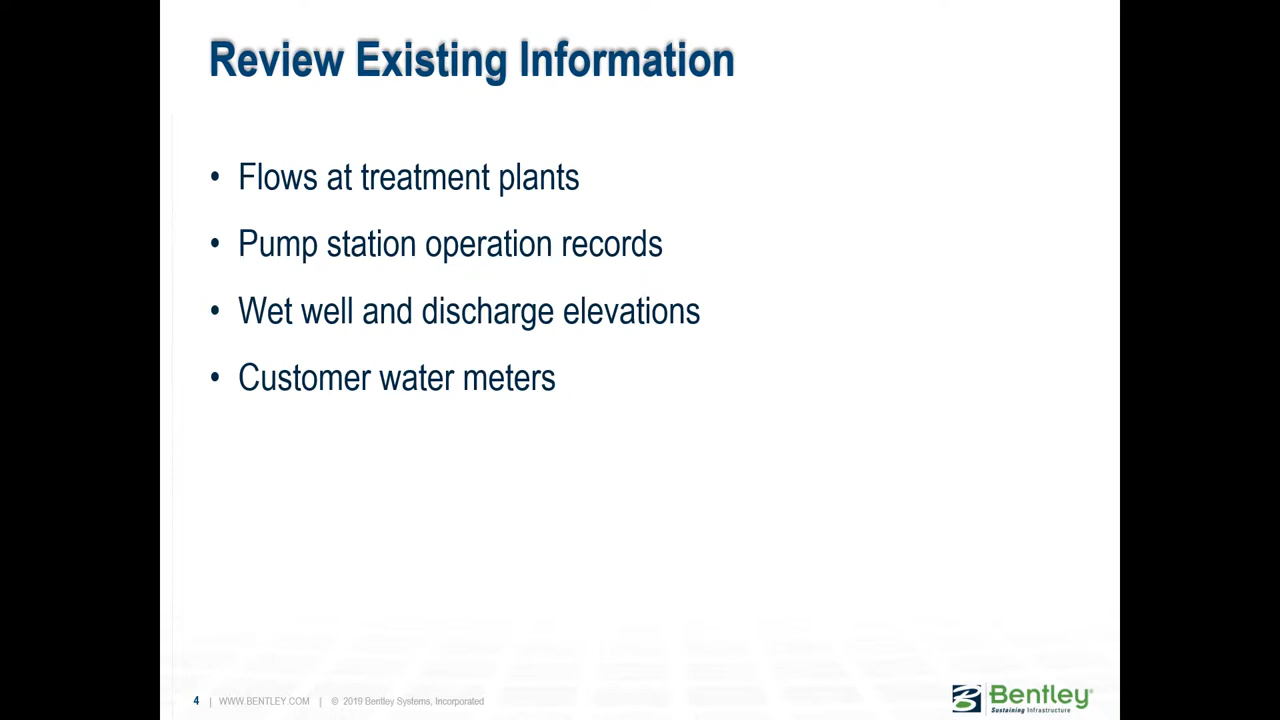 Review Existing Information
• Flows at treatment plants
• Pump station operation records
• Wet well and discharge elevations
• Customer water meters
4 | WWW.BENTLEY.COM | © 2019 Bentley Systems, Incorporated
Bentley®
Sustaining Infrastructure